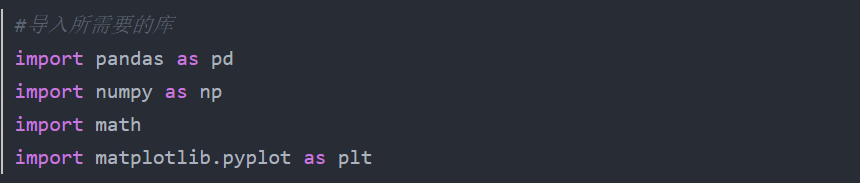 #导入所需要的库
import pandas as pd
import numpy as np
import math
import matplotlib.pyplot as plt